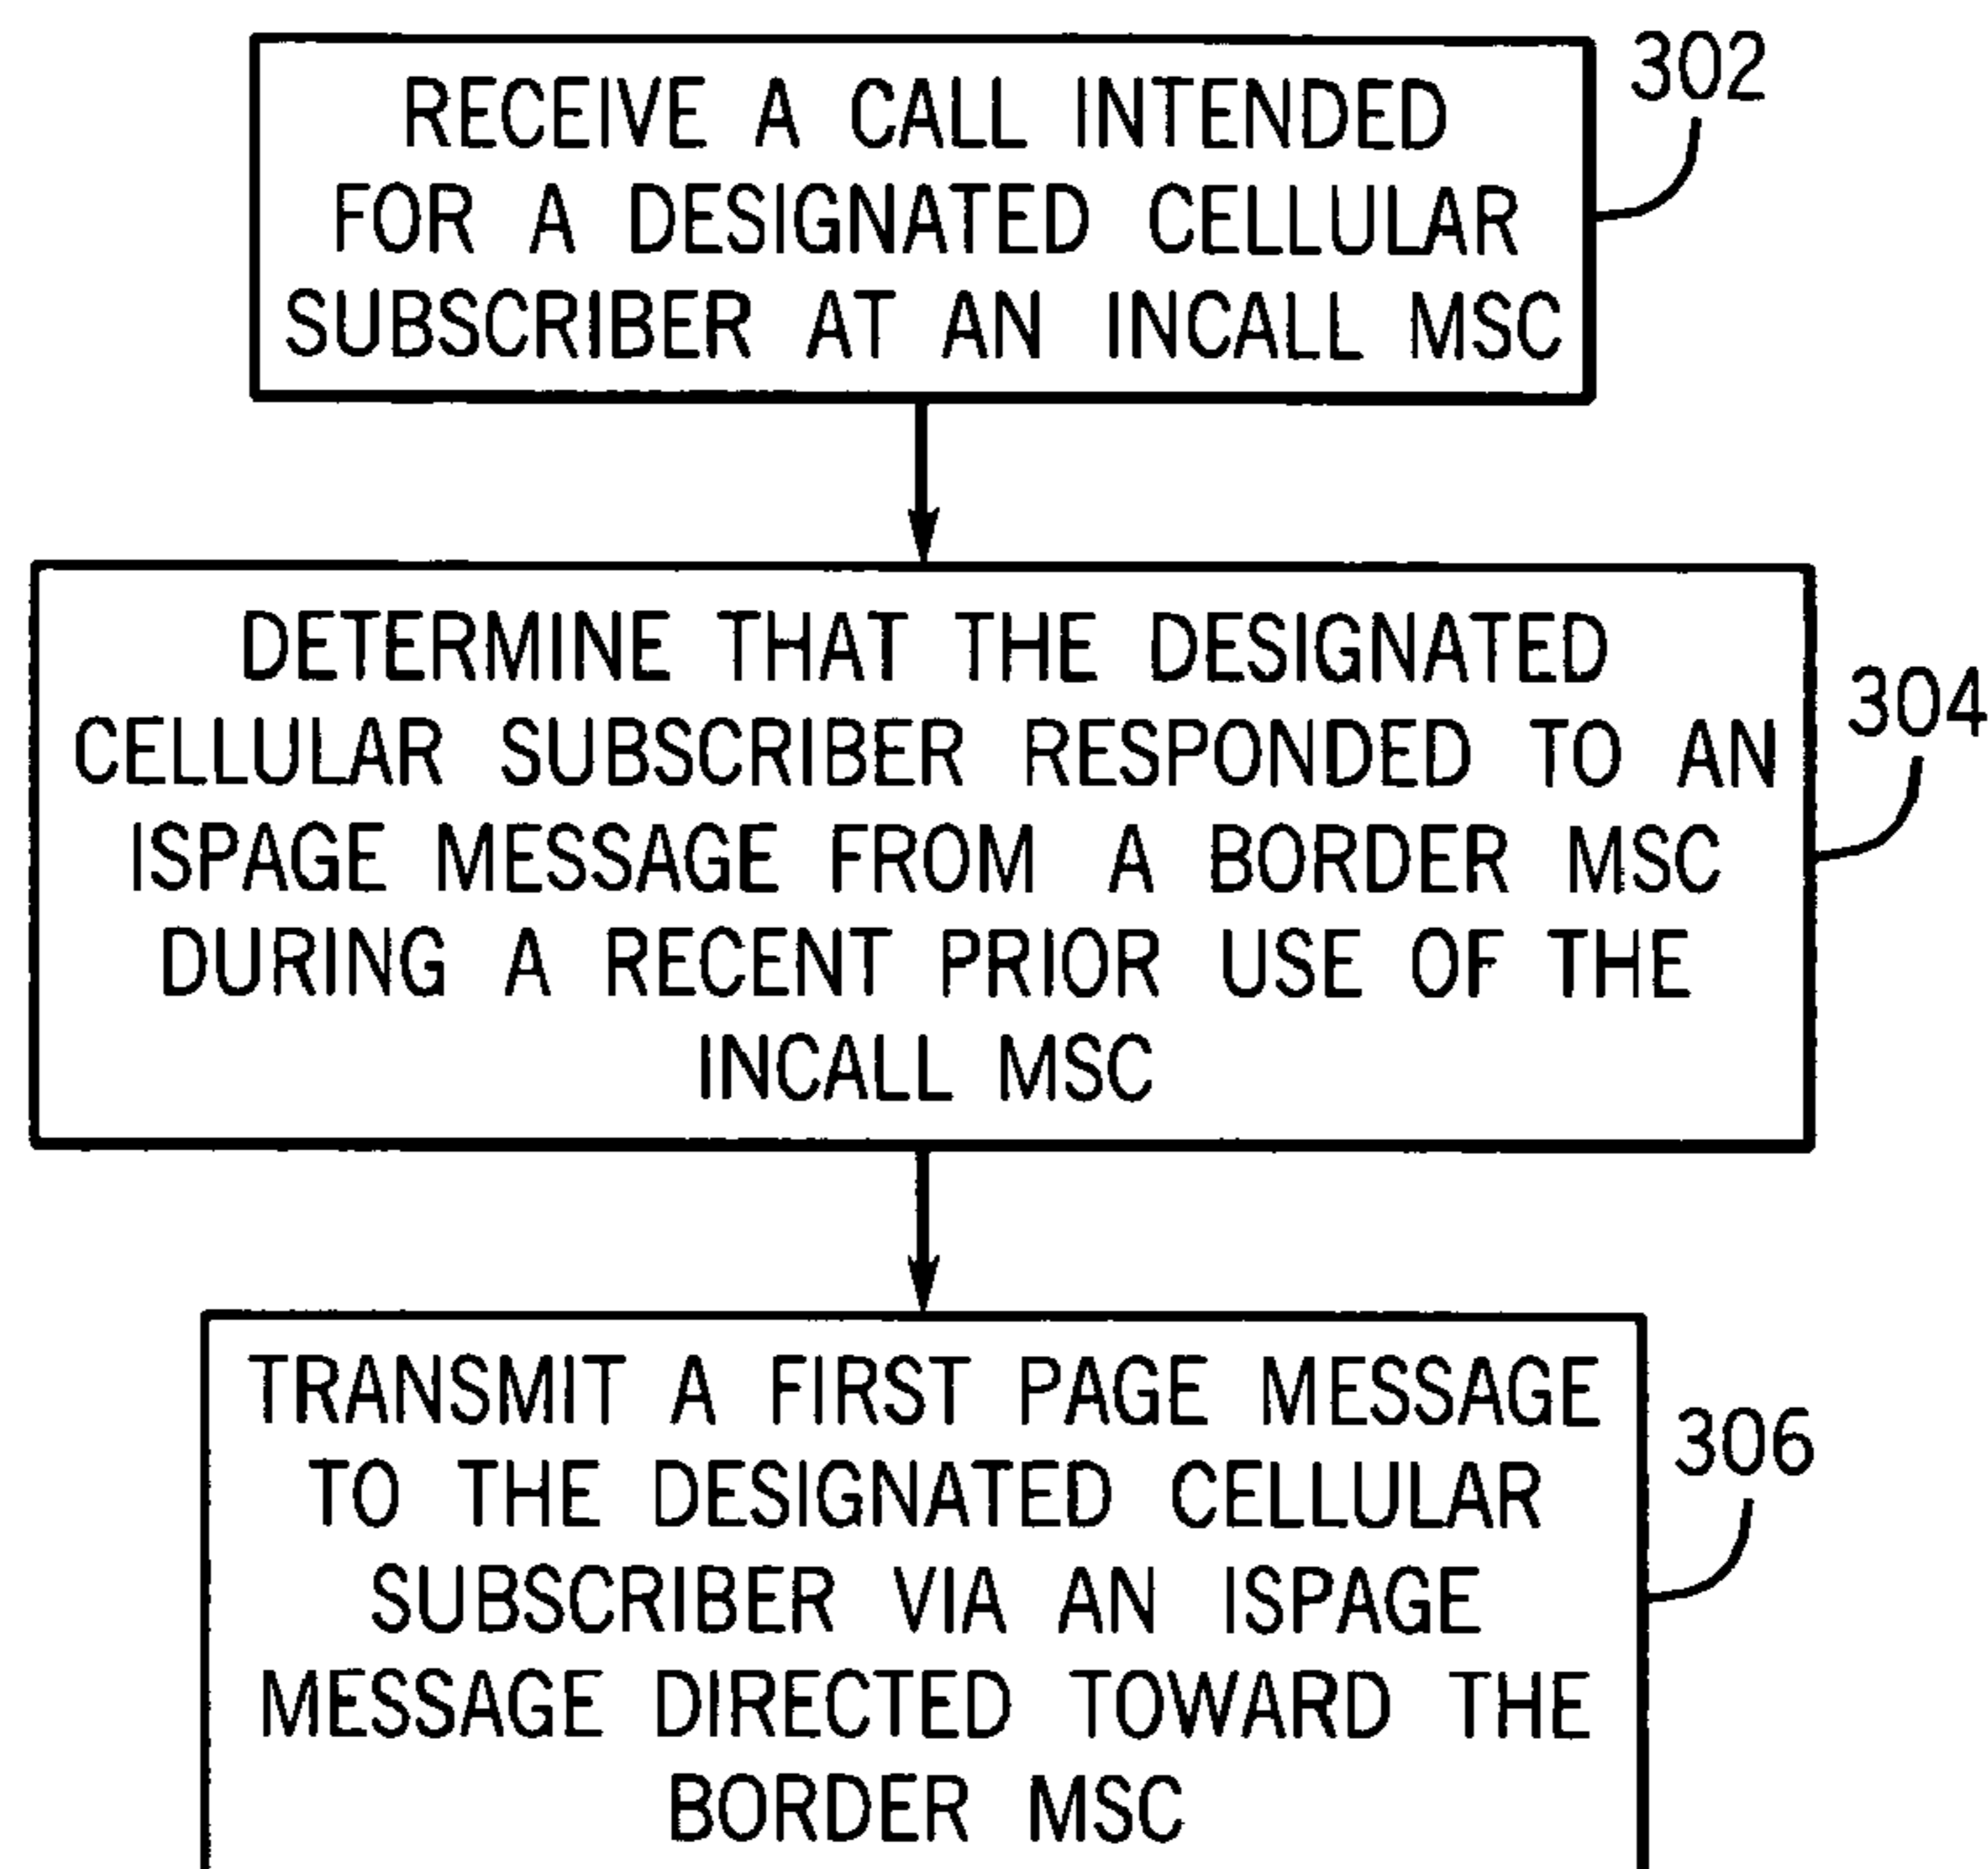 RECEIVE A CALL INTENDED
FOR A DESIGNATED CELLULAR
SUBSCRIBER AT AN INCALL MSC
302
DETERMINE THAT THE DESIGNATED
CELLULAR SUBSCRIBER RESPONDED TO AN
ISPAGE MESSAGE FROM A BORDER MSC
DURING A RECENT PRIOR USE OF THE
INCALL MSC
304
TRANSMIT A FIRST PAGE MESSAGE
TO THE DESIGNATED CELLULAR
SUBSCRIBER VIA AN ISPAGE
MESSAGE DIRECTED TOWARD THE
BORDER MSC
306